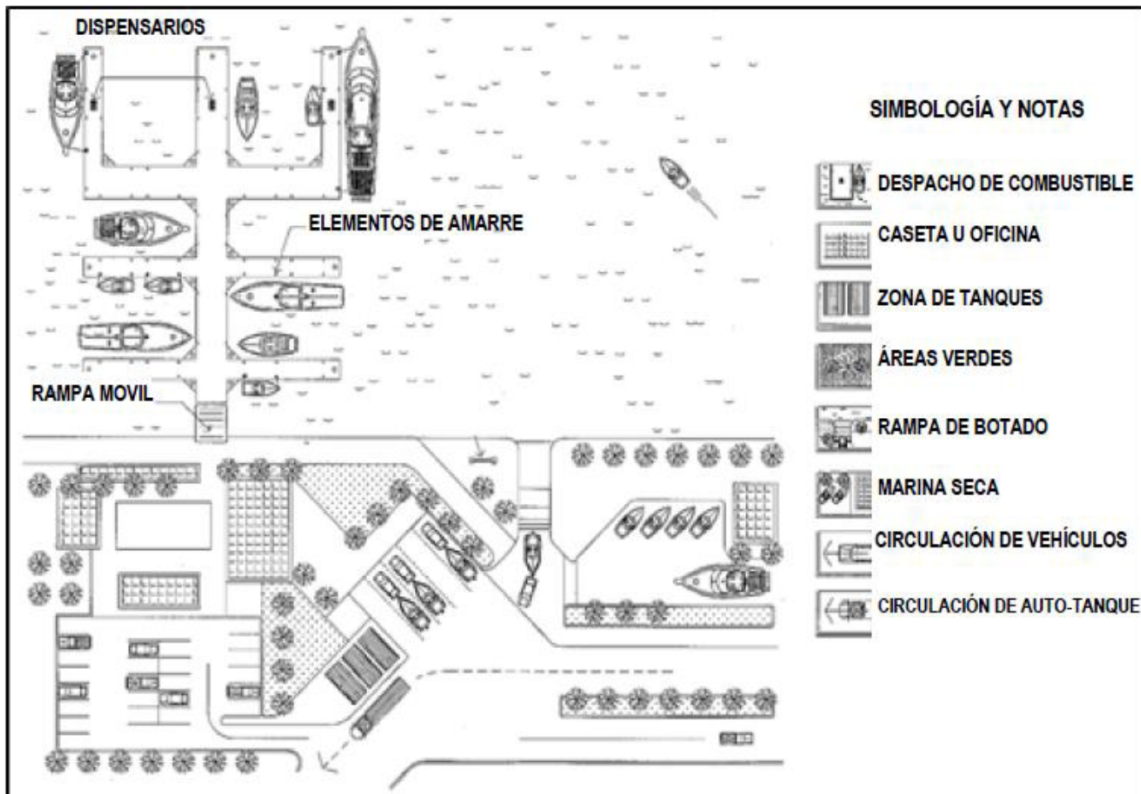 DISPENSARIOS
ELEMENTOS DE AMARRE
RAMPA MOVIL
SIMBOLOGÍA Y NOTAS
DESPACHO DE COMBUSTIBLE
CASETA U OFICINA
ZONA DE TANQUES
ÁREAS VERDES
RAMPA DE BOTADO
MARINA SECA
CIRCULACIÓN DE VEHÍCULOS
CIRCULACIÓN DE AUTO-TANQUE